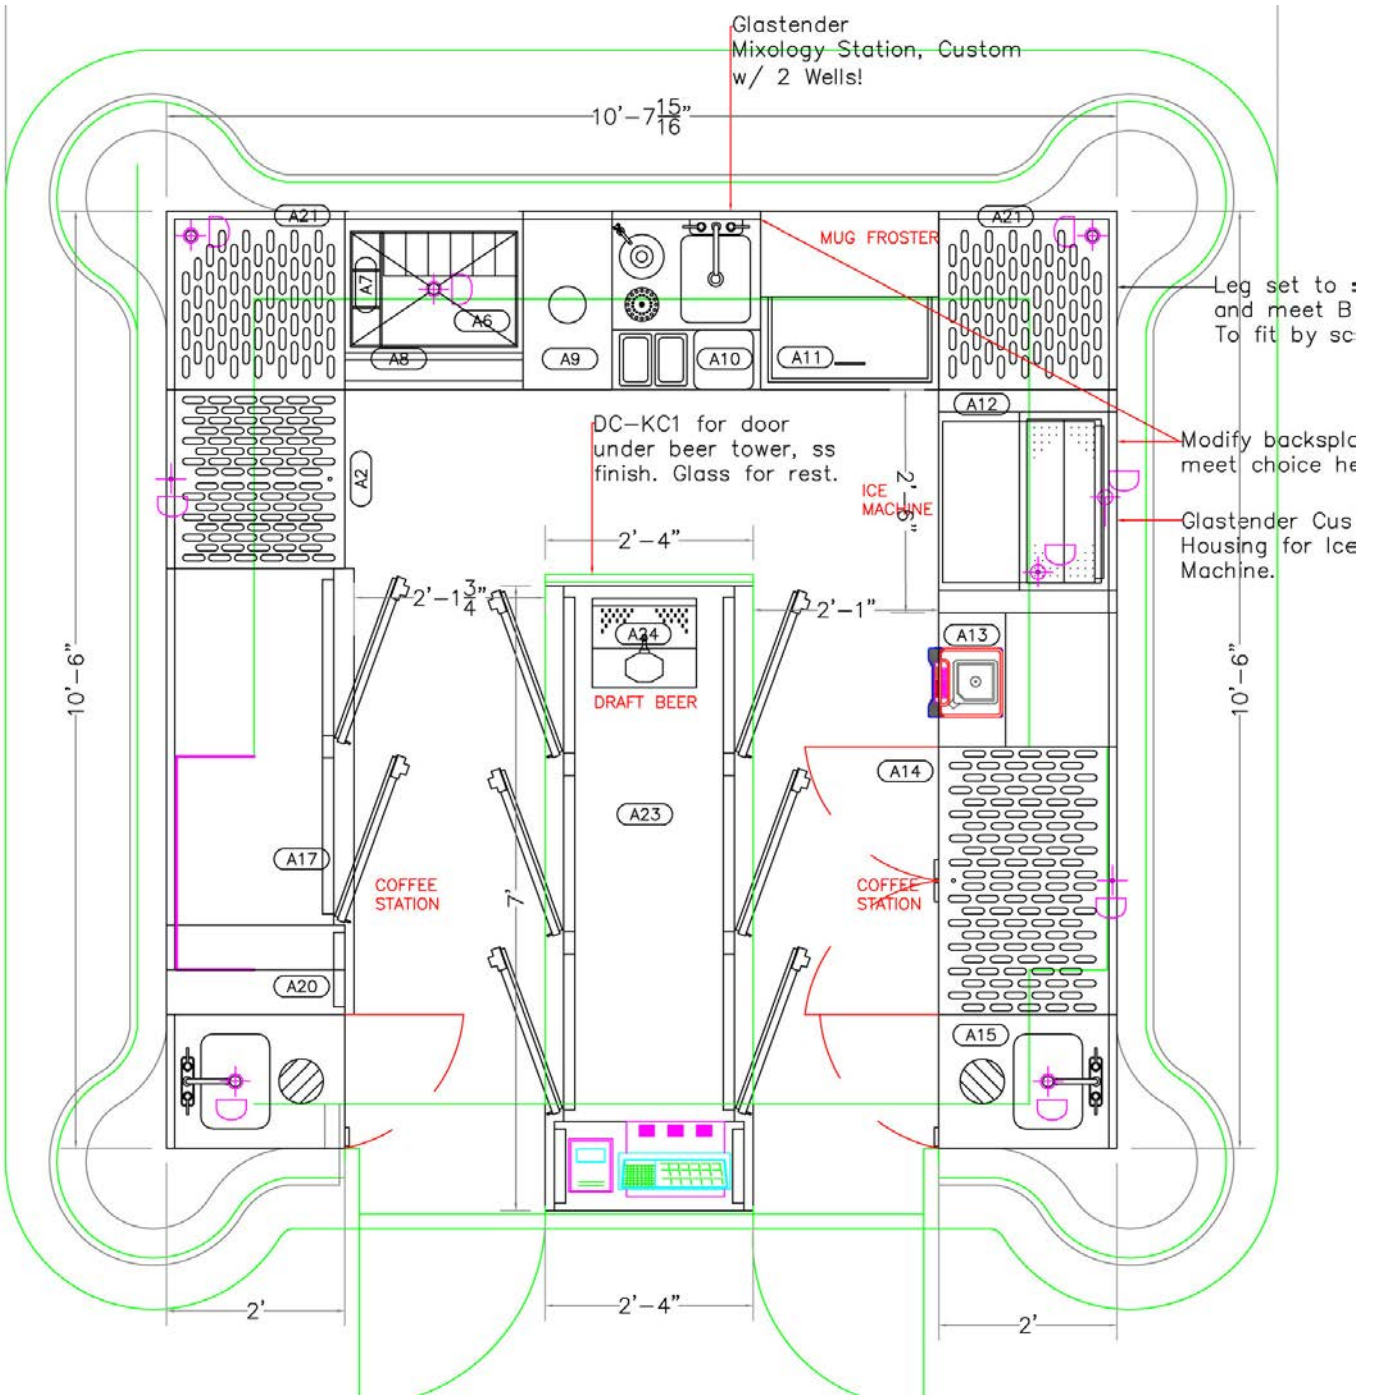 Glastender
Mixology Station, Custom
w/ 2 Wells!
10'-7 15/16"
A21
A21
MUG FROSTER
A7
A6
A8
A9
A10
A11
Leg set to
and meet B
To fit by sc
A12
DC-KC1 for door
under beer tower, ss
finish. Glass for rest.
A2
2'-6"
ICE
MACHINE
Modify backspla
meet choice he
Glastender Cus
Housing for Ice
Machine.
2'-4"
2'-1 3/4"
2'-1"
A24
A13
DRAFT BEER
10'-6"
10'-6"
A14
A23
A17
COFFEE
STATION
7'
COFFEE
STATION
A20
A15
2'
2'-4"
2'